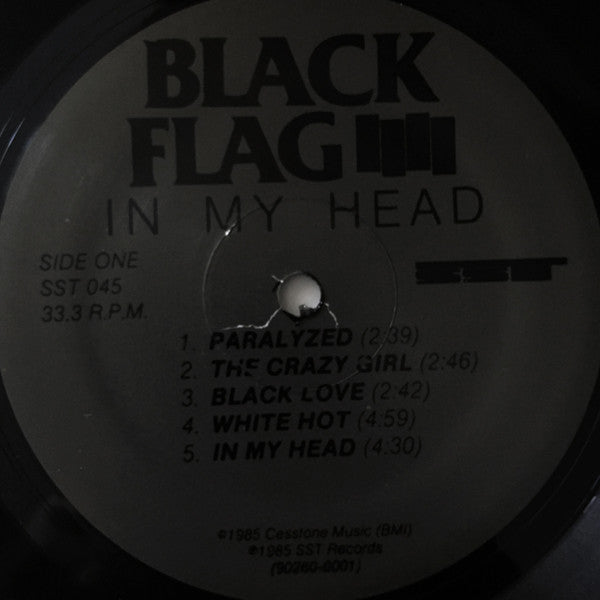 BLACK
FLAG
IN MY HEAD
SIDE ONE
SST 045
33.3 R.P.M.
SST
1. PARALYZED (2:39)
2. THE CRAZY GIRL (2:46)
3. BLACK LOVE (2:42)
4. WHITE HOT (4:59)
5. IN MY HEAD (4:30)
©1985 Cesstone Music (BMI)
℗1985 SST Records
(90260-0001)